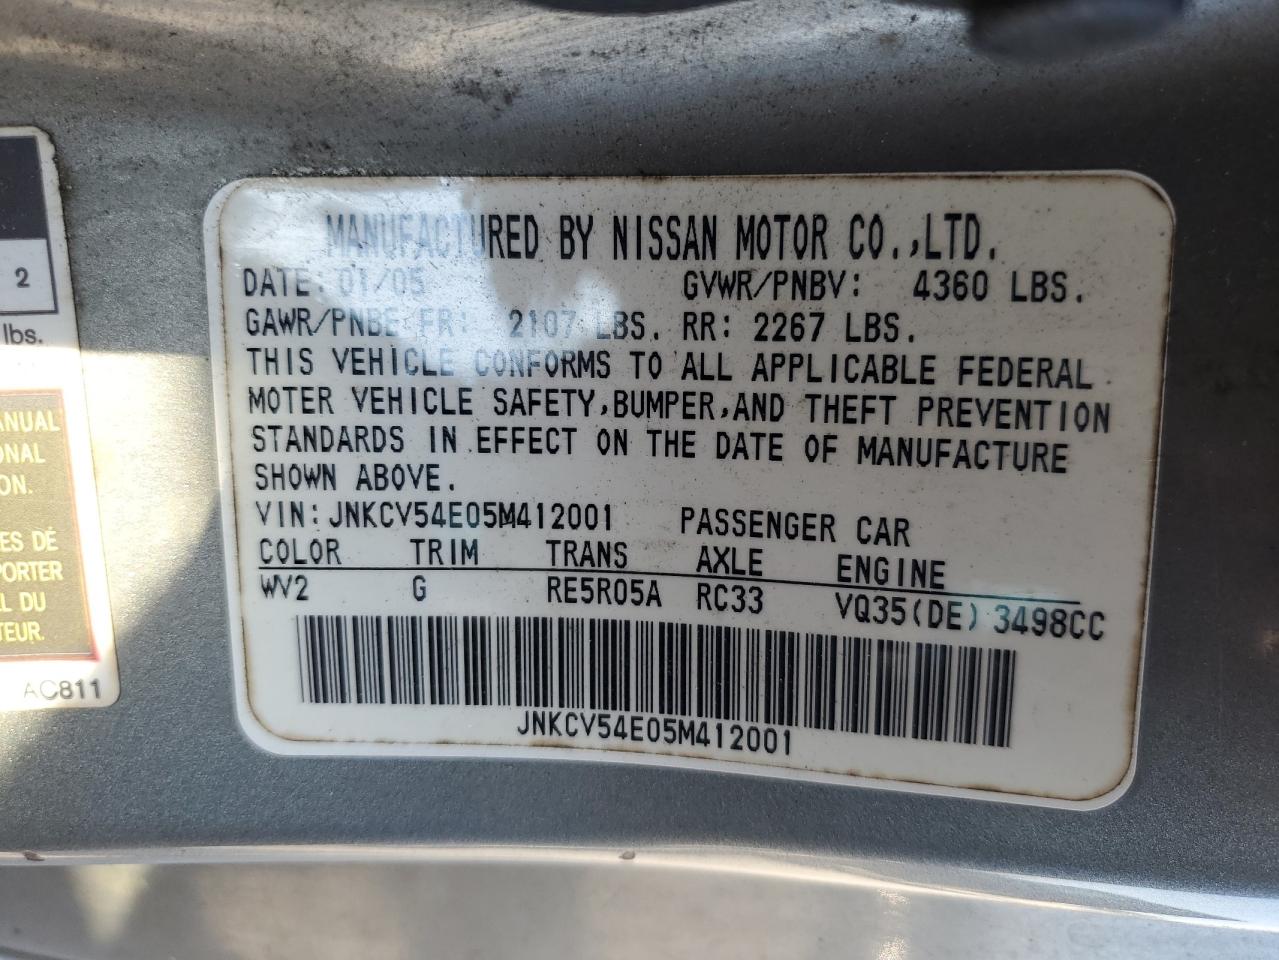 2
lbs.
ANUAL
ONAL
ON.
ES DÉ
PORTER
L DU
TEUR.
AC811
MANUFACTURED BY NISSAN MOTOR CO.,LTD.
DATE: 01/05 GVWR/PNBV: 4360 LBS.
GAWR/PNBE FR: 2107 LBS. RR: 2267 LBS.
THIS VEHICLE CONFORMS TO ALL APPLICABLE FEDERAL
MOTER VEHICLE SAFETY,BUMPER,AND THEFT PREVENTION
STANDARDS IN EFFECT ON THE DATE OF MANUFACTURE
SHOWN ABOVE.
VIN: JNKCV54E05M412001 PASSENGER CAR
COLOR TRIM TRANS AXLE ENGINE
WV2 G RE5R05A RC33 VQ35(DE) 3498CC
JNKCV54E05M412001